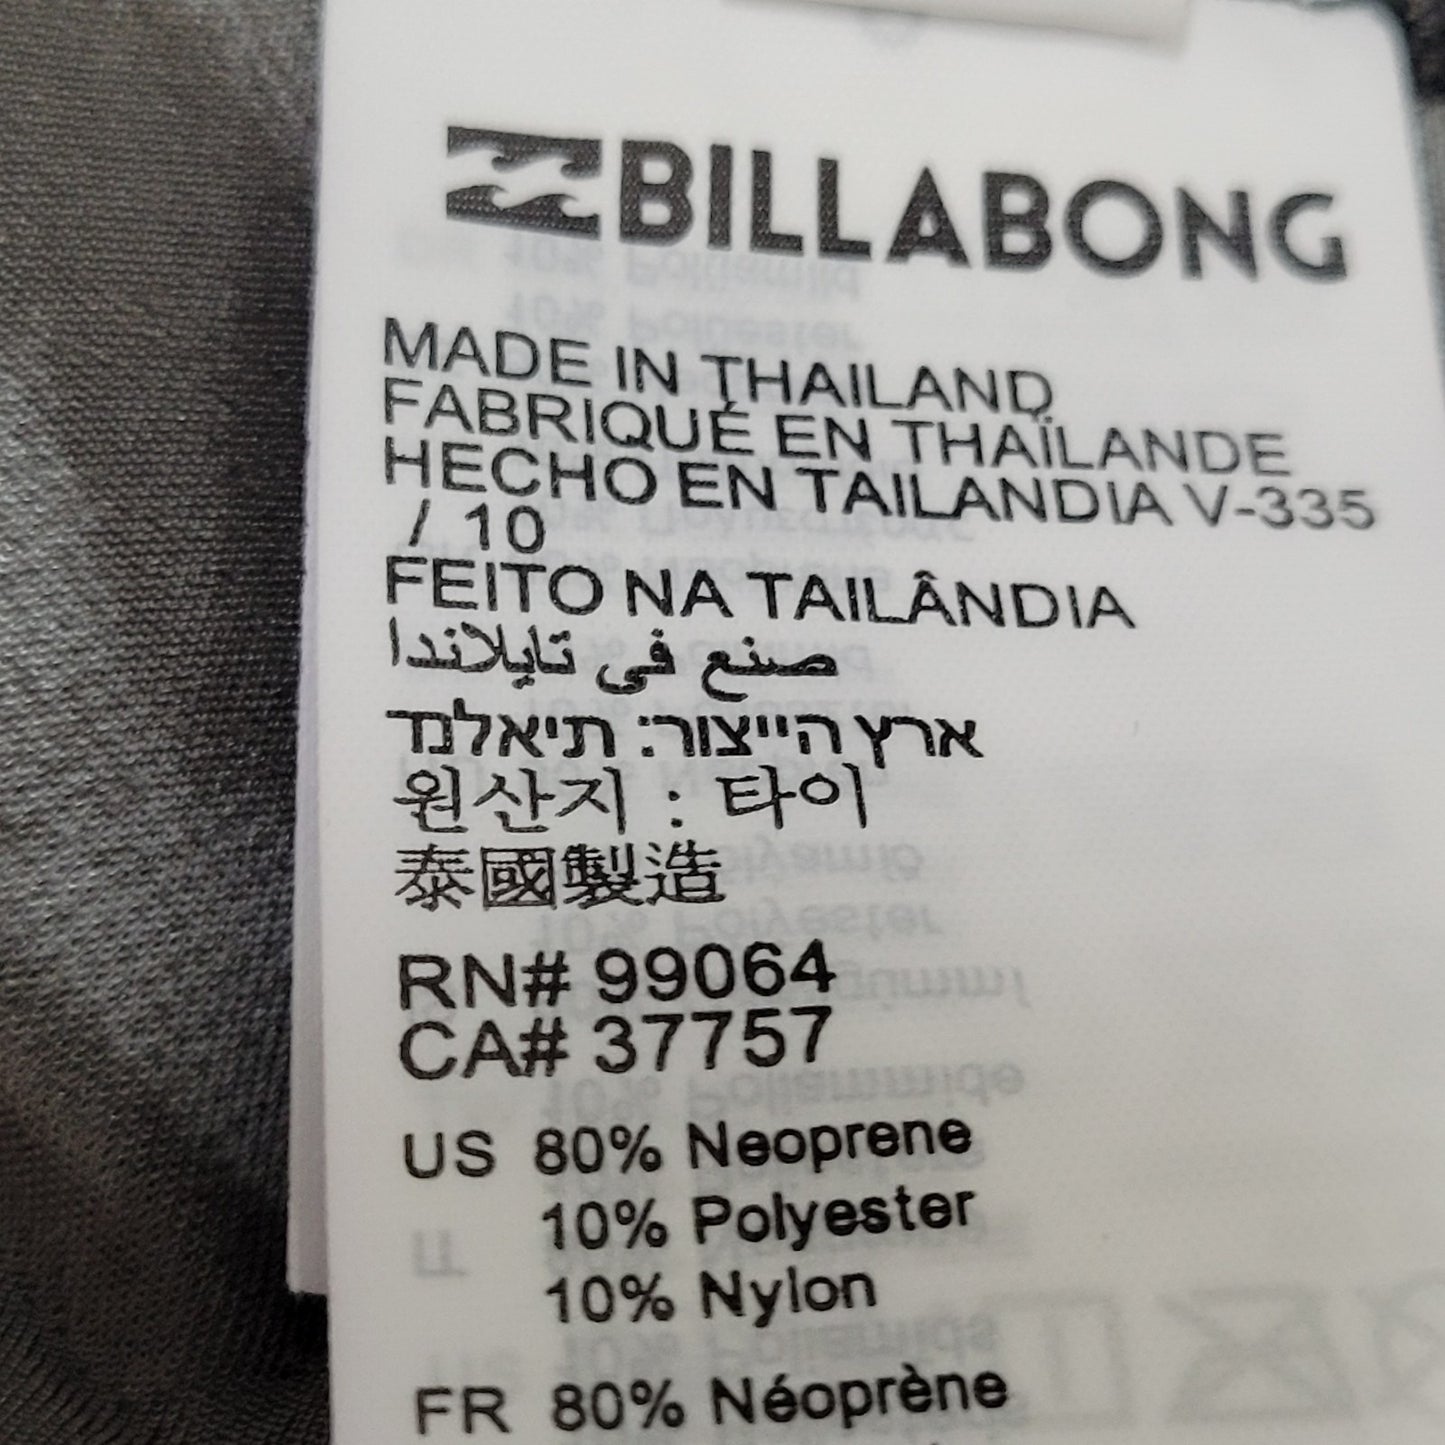 BILLABONG
MADE IN THAILAND
FABRIQUÉ EN THAÏLANDE
HECHO EN TAILANDIA V-335
/ 10
FEITO NA TAILÂNDIA
صنع في تايلاندا
ארץ הייצור: תיאלנד
원산지 : 타이
泰國製造
RN# 99064
CA# 37757
US 80% Neoprene
10% Polyester
10% Nylon
FR 80% Néoprène